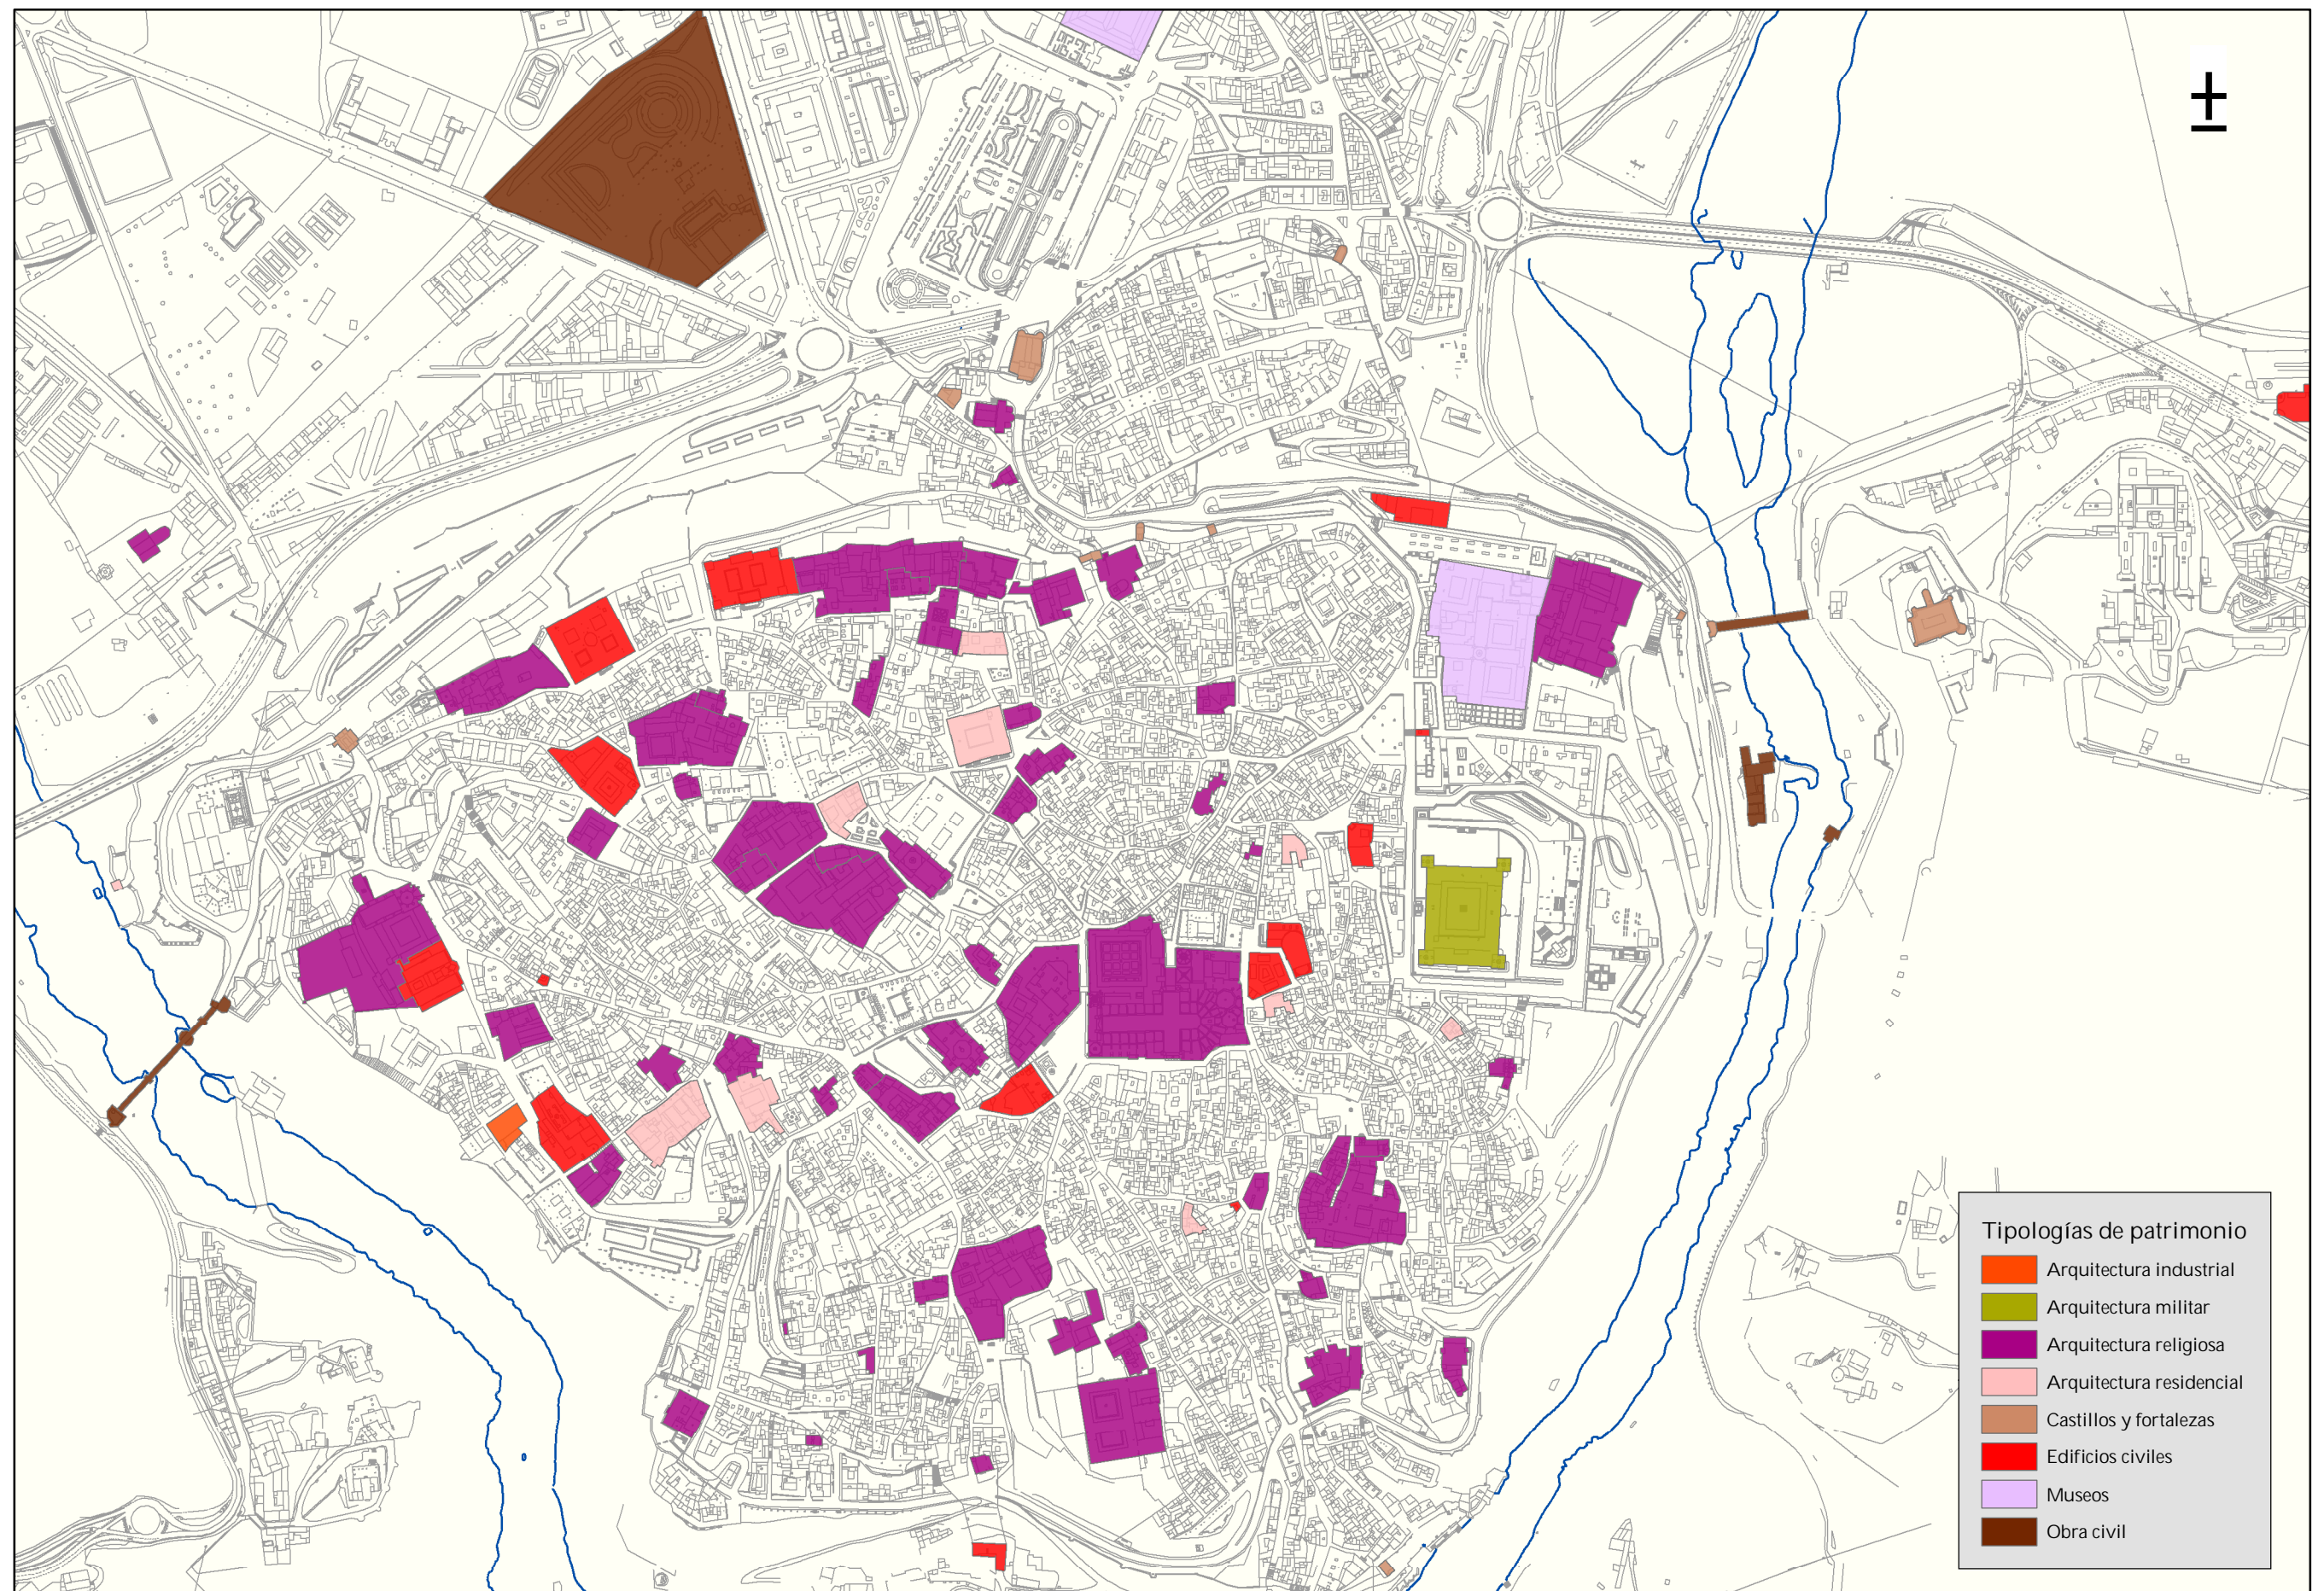 Tipologías de patrimonio
Arquitectura industrial
Arquitectura militar
Arquitectura religiosa
Arquitectura residencial
Castillos y fortalezas
Edificios civiles
Museos
Obra civil